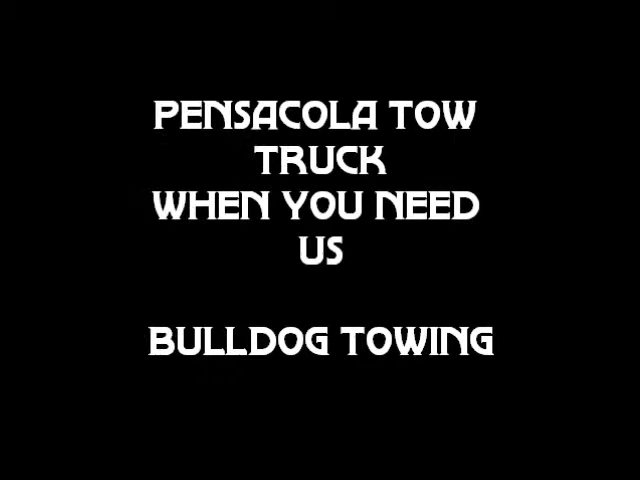 PENSACOLA TOW
TRUCK
WHEN YOU NEED
US
BULLDOG TOWING